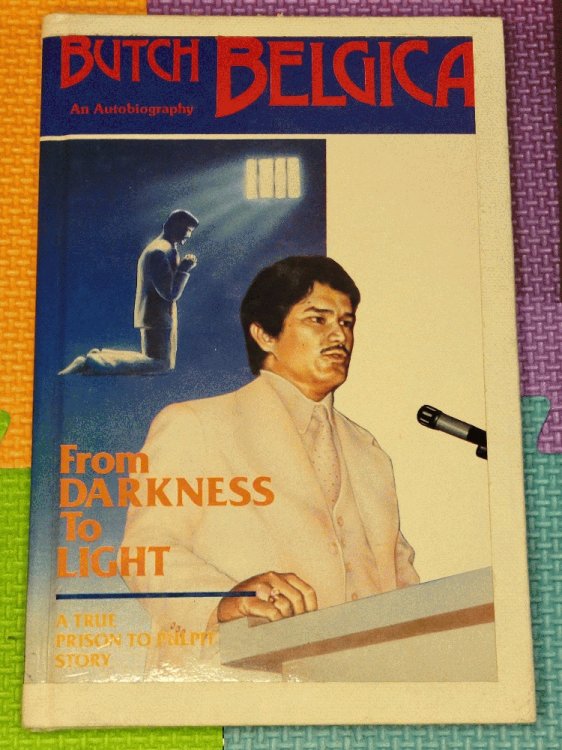 BUTCH BELGICA
An Autobiography
From
DARKNESS
To
LIGHT
A TRUE
PRISON TO PULPIT
STORY